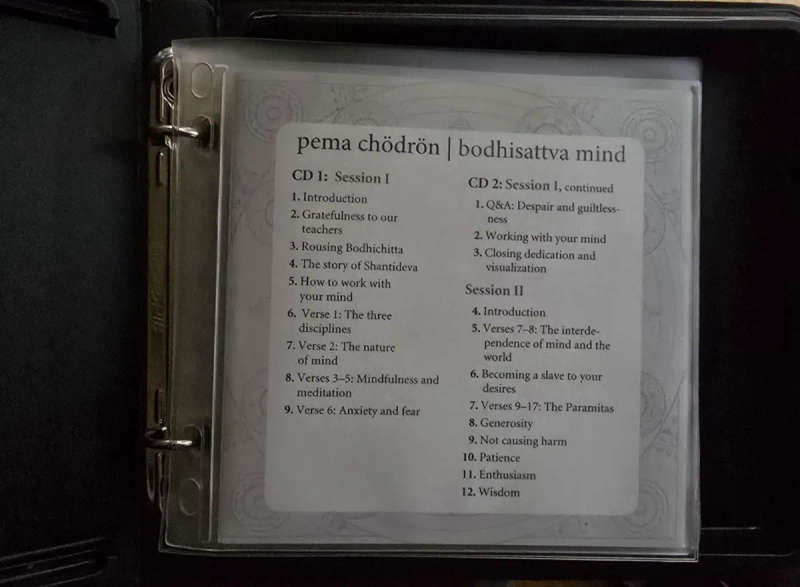 pema chödrön | bodhisattva mind
CD 1: Session I
1. Introduction
2. Gratefulness to our
teachers
3. Rousing Bodhichitta
4. The story of Shantideva
5. How to work with
your mind
6. Verse 1: The three
disciplines
7. Verse 2: The nature
of mind
8. Verses 3–5: Mindfulness and
meditation
9. Verse 6: Anxiety and fear
CD 2: Session I, continued
1. Q&A: Despair and guiltless-
ness
2. Working with your mind
3. Closing dedication and
visualization
Session II
4. Introduction
5. Verses 7–8: The interde-
pendence of mind and the
world
6. Becoming a slave to your
desires
7. Verses 9–17: The Paramitas
8. Generosity
9. Not causing harm
10. Patience
11. Enthusiasm
12. Wisdom